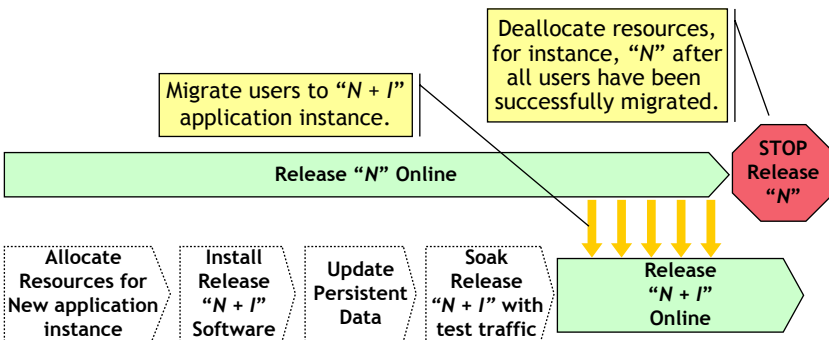 Deallocate resources,
for instance, “N” after
all users have been
successfully migrated.
Migrate users to “N + I”
application instance.
STOP
Release
“N”
Release “N” Online
Allocate
Resources for
New application
instance
Install
Release
“N + I”
Software
Update
Persistent
Data
Soak
Release
“N + I” with
test traffic
Release
“N + I”
Online